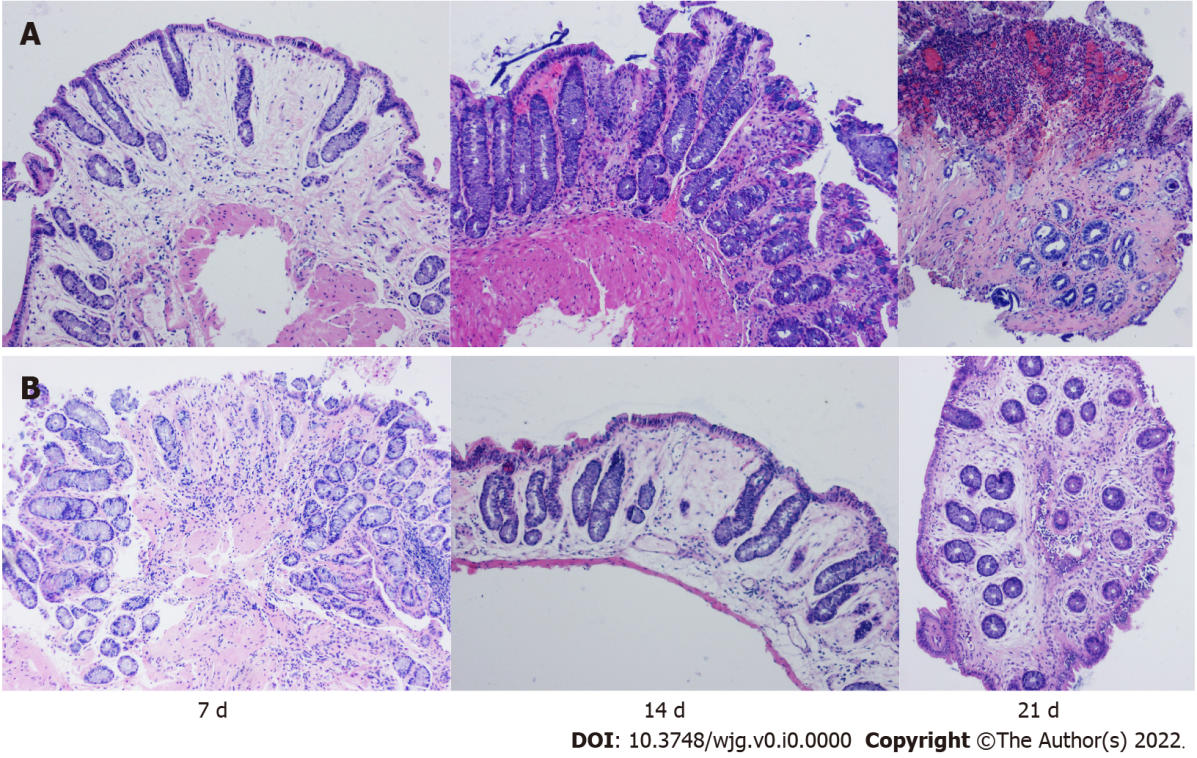 A
B
7 d
14 d
21 d
DOI: 10.3748/wjg.v0.i0.0000 Copyright ©The Author(s) 2022.